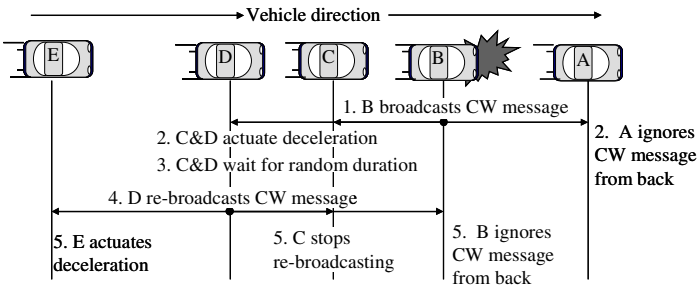 Vehicle direction
E
D
C
B
A
1. B broadcasts CW message
2. C&D actuate deceleration
3. C&D wait for random duration
2. A ignores
CW message
from back
4. D re-broadcasts CW message
5. E actuates
deceleration
5. C stops
re-broadcasting
5. B ignores
CW message
from back